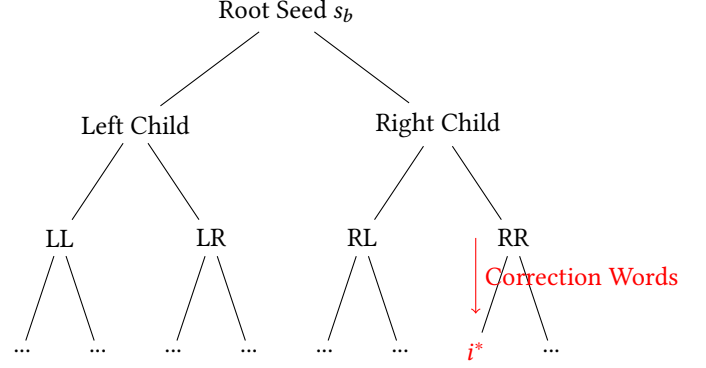 Root Seed s_b
Left Child
Right Child
LL
LR
RL
RR
Correction Words
...
...
...
...
...
...
i*
...